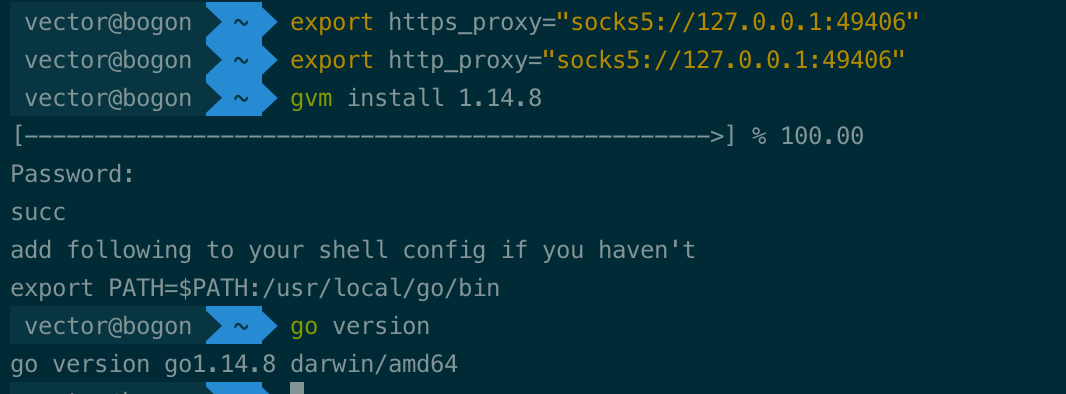 vector@bogon ~ export https_proxy="socks5://127.0.0.1:49406"
vector@bogon ~ export http_proxy="socks5://127.0.0.1:49406"
vector@bogon ~ gvm install 1.14.8
[------------------------------------------------->] % 100.00
Password:
succ
add following to your shell config if you haven't
export PATH=$PATH:/usr/local/go/bin
vector@bogon ~ go version
go version go1.14.8 darwin/amd64